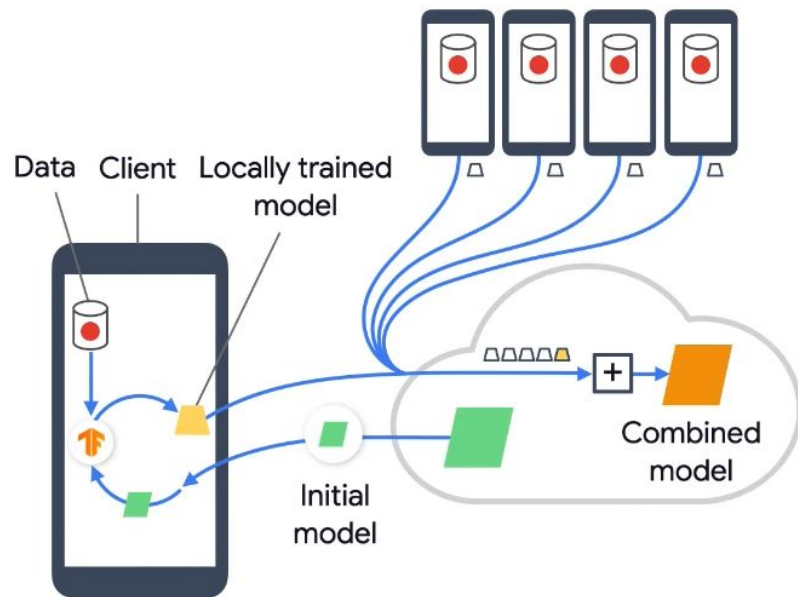 Data
Client
Locally trained
model
+
Combined
model
Initial
model